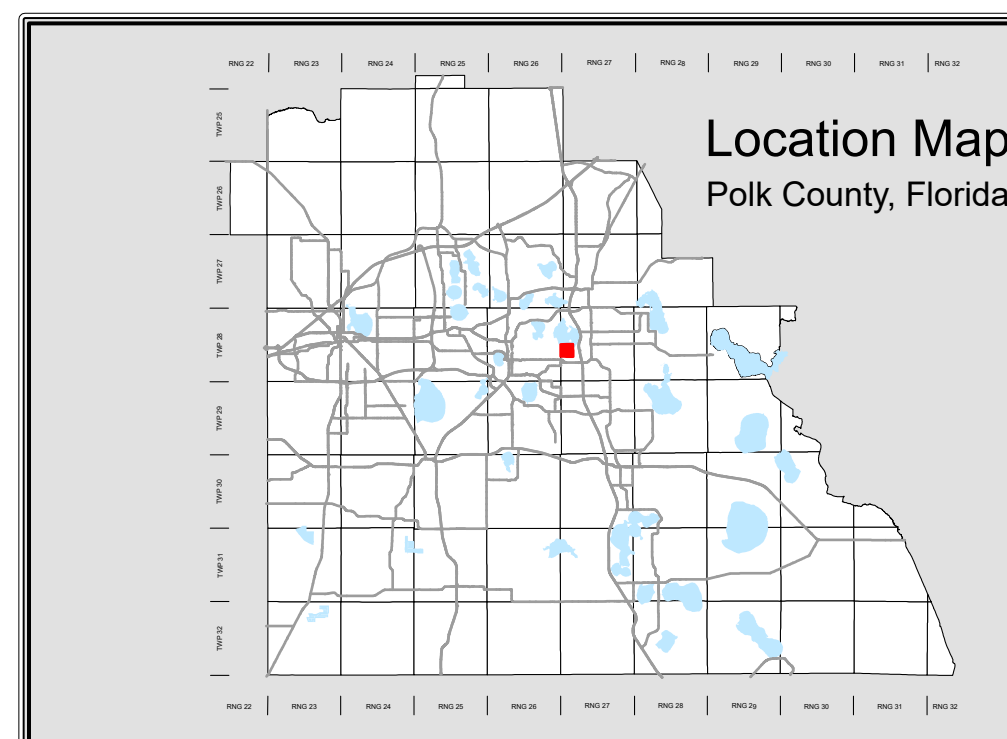 RNG 22 RNG 23 RNG 24 RNG 25 RNG 26 RNG 27 RNG 28 RNG 29 RNG 30 RNG 31 RNG 32
Location Map
Polk County, Florida
TWP 25
TWP 26
TWP 27
TWP 28
TWP 29
TWP 30
TWP 31
TWP 32
RNG 22 RNG 23 RNG 24 RNG 25 RNG 26 RNG 27 RNG 28 RNG 29 RNG 30 RNG 31 RNG 32